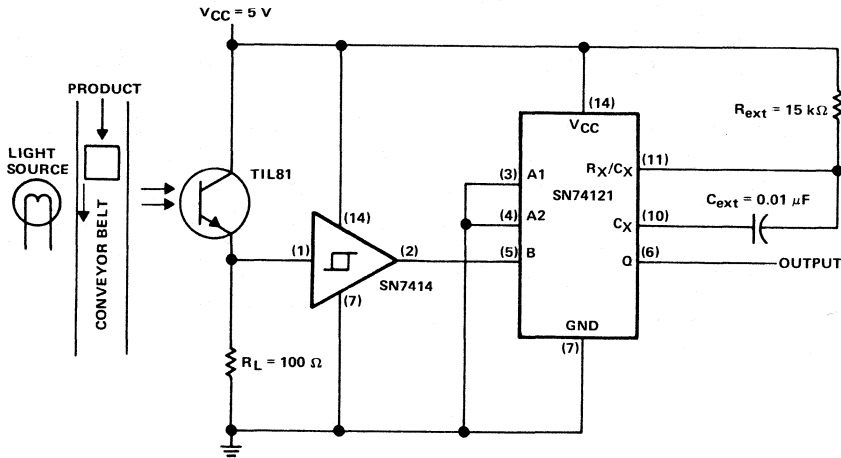 VCC = 5 V
PRODUCT
LIGHT
SOURCE
CONVEYOR BELT
TIL81
(1)
(14)
(2)
SN7414
(7)
RL = 100 Ω
(14)
VCC
(3)
A1
RX/CX
(11)
SN74121
(4)
A2
CX
(10)
(5)
B
Q
(6)
GND
(7)
Rext = 15 kΩ
Cext = 0.01 μF
OUTPUT